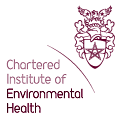 Chartered
Institute of
Environmental
Health